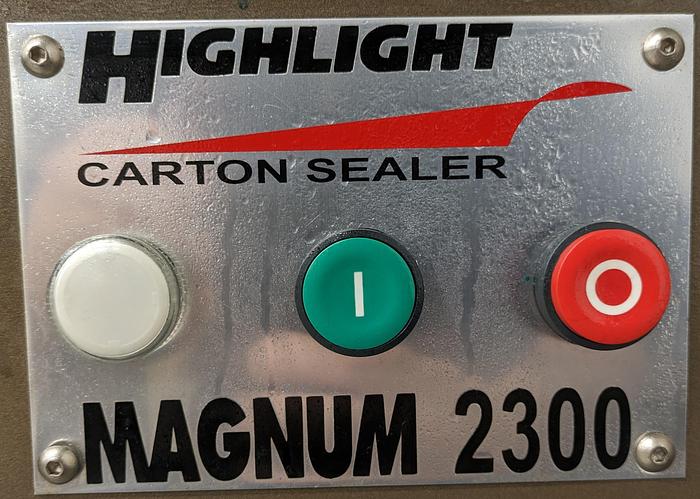 HIGHLIGHT
CARTON SEALER
I O
MAGNUM 2300